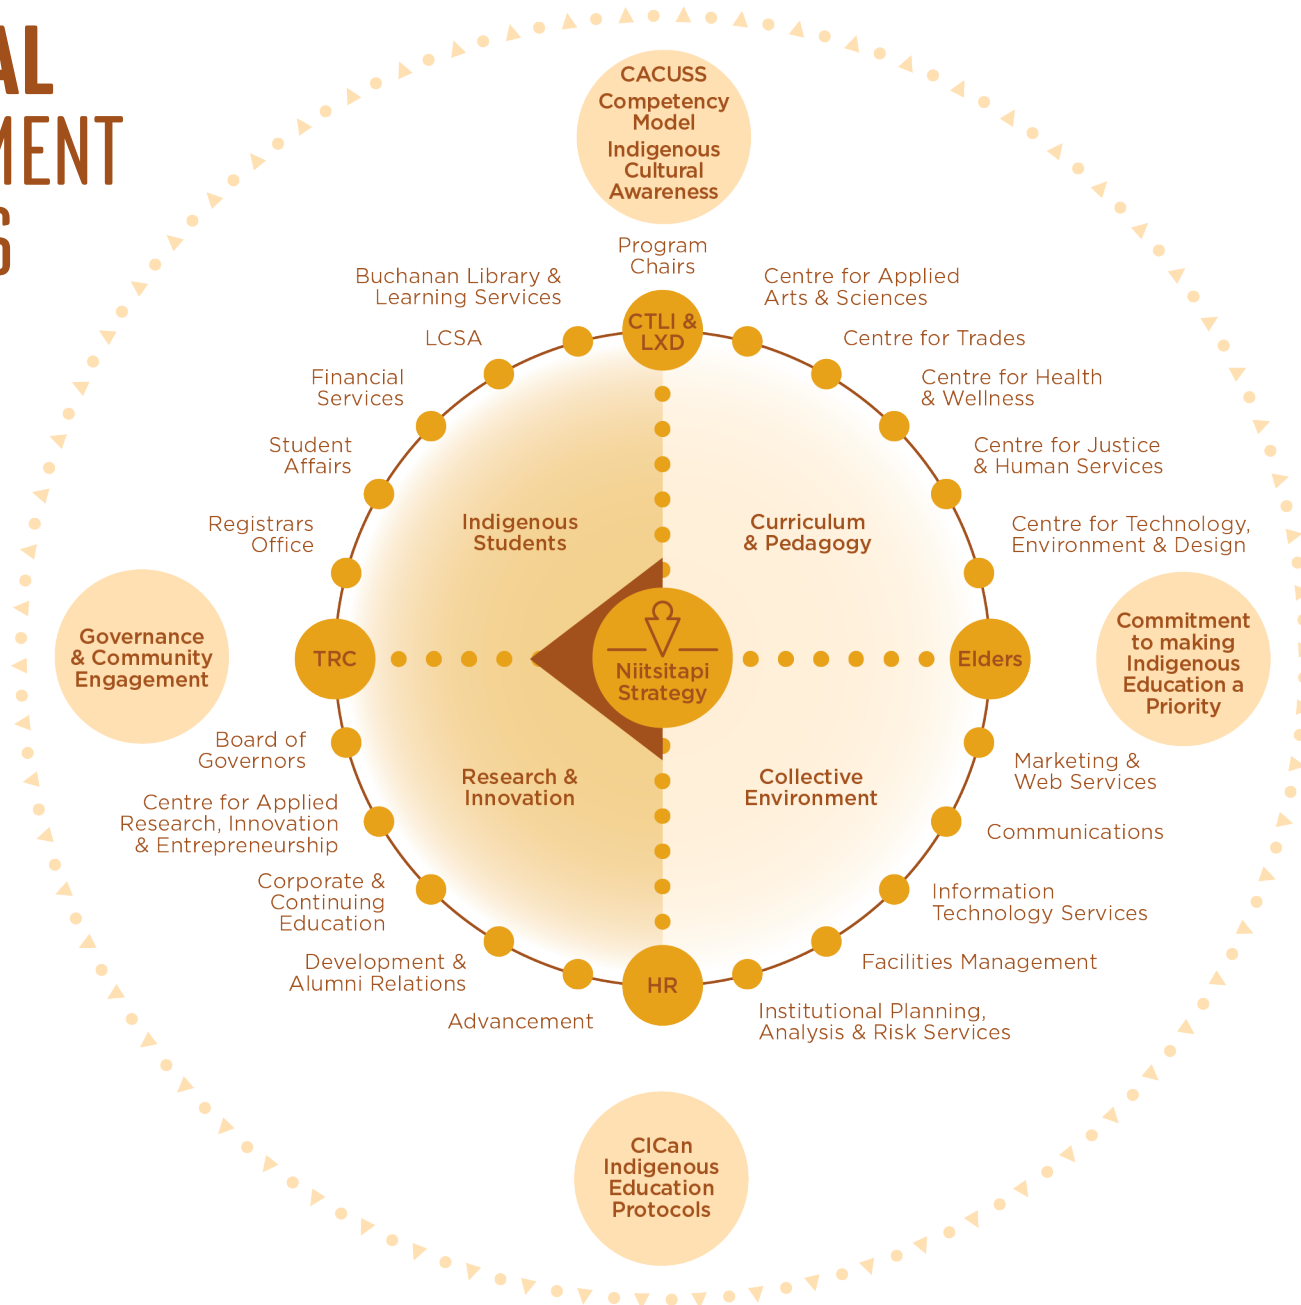 AL
MENT
S
CACUSS
Competency
Model
Indigenous
Cultural
Awareness
Program
Chairs
Buchanan Library &
Learning Services
Centre for Applied
Arts & Sciences
CTLI &
LXD
LCSA
Centre for Trades
Financial
Services
Centre for Health
& Wellness
Student
Affairs
Centre for Justice
& Human Services
Registrars
Office
Indigenous
Students
Curriculum
& Pedagogy
Centre for Technology,
Environment & Design
Governance
& Community
Engagement
TRC
Niitsitapi
Strategy
Elders
Commitment
to making
Indigenous
Education a
Priority
Board of
Governors
Marketing &
Web Services
Research &
Innovation
Collective
Environment
Centre for Applied
Research, Innovation
& Entrepreneurship
Communications
Corporate &
Continuing
Education
Information
Technology Services
Development &
Alumni Relations
Facilities Management
HR
Advancement
Institutional Planning,
Analysis & Risk Services
CICan
Indigenous
Education
Protocols